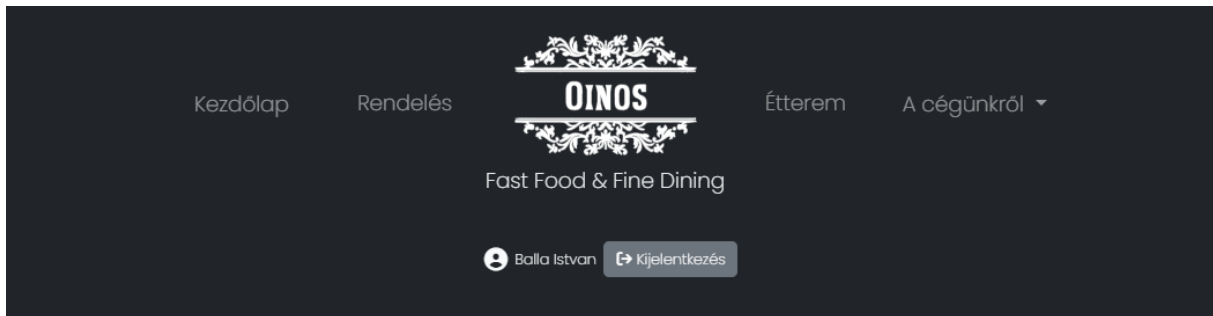 Kezdőlap Rendelés OINOS Étterem A cégünkről
Fast Food & Fine Dining
Balla Istvan Kijelentkezés